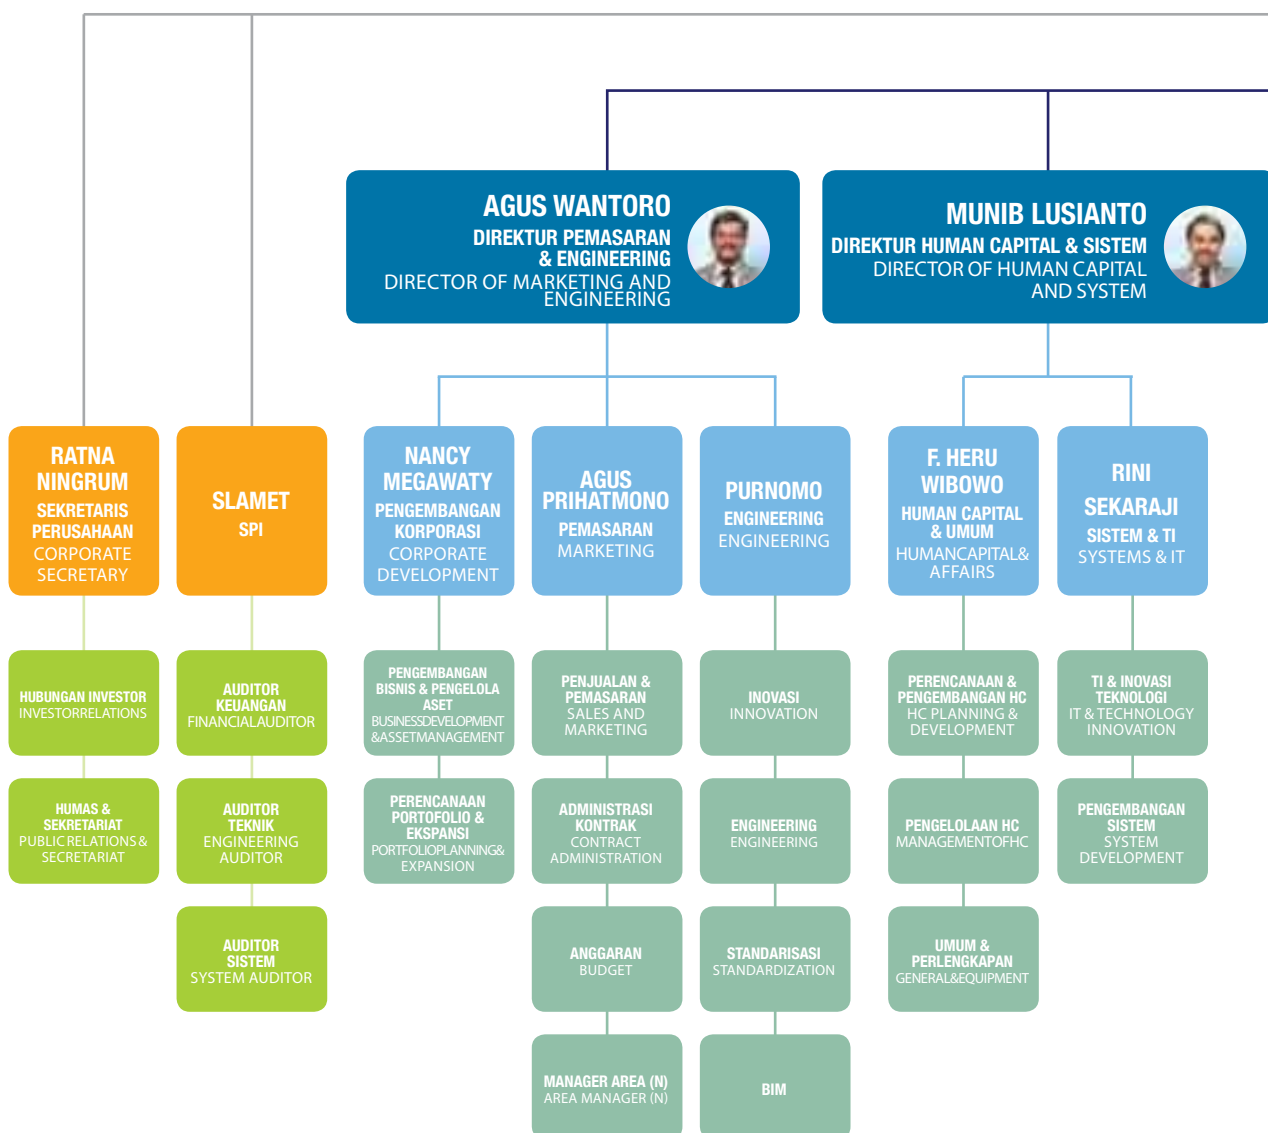 AGUS WANTORO
DIREKTUR PEMASARAN
& ENGINEERING
DIRECTOR OF MARKETING AND
ENGINEERING
MUNIB LUSIANTO
DIREKTUR HUMAN CAPITAL & SISTEM
DIRECTOR OF HUMAN CAPITAL
AND SYSTEM
RATNA
NINGRUM
SEKRETARIS
PERUSAHAAN
CORPORATE
SECRETARY
SLAMET
SPI
NANCY
MEGAWATY
PENGEMBANGAN
KORPORASI
CORPORATE
DEVELOPMENT
AGUS
PRIHATMONO
PEMASARAN
MARKETING
PURNOMO
ENGINEERING
ENGINEERING
F. HERU
WIBOWO
HUMAN CAPITAL
& UMUM
HUMANCAPITAL&
AFFAIRS
RINI
SEKARAJI
SISTEM & TI
SYSTEMS & IT
HUBUNGAN INVESTOR
INVESTORRELATIONS
AUDITOR
KEUANGAN
FINANCIALAUDITOR
PENGEMBANGAN
BISNIS & PENGELOLA
ASET
BUSINESSDEVELOPMENT
&ASSETMANAGEMENT
PENJUALAN &
PEMASARAN
SALES AND
MARKETING
INOVASI
INNOVATION
PERENCANAAN &
PENGEMBANGAN HC
HC PLANNING &
DEVELOPMENT
TI & INOVASI
TEKNOLOGI
IT & TECHNOLOGY
INNOVATION
HUMAS &
SEKRETARIAT
PUBLIC RELATIONS &
SECRETARIAT
AUDITOR
TEKNIK
ENGINEERING
AUDITOR
PERENCANAAN
PORTOFOLIO &
EKSPANSI
PORTFOLIOPLANNING&
EXPANSION
ADMINISTRASI
KONTRAK
CONTRACT
ADMINISTRATION
ENGINEERING
ENGINEERING
PENGELOLAAN HC
MANAGEMENTOFHC
PENGEMBANGAN
SISTEM
SYSTEM
DEVELOPMENT
AUDITOR
SISTEM
SYSTEM AUDITOR
ANGGARAN
BUDGET
STANDARISASI
STANDARDIZATION
UMUM &
PERLENGKAPAN
GENERAL&EQUIPMENT
MANAGER AREA (N)
AREA MANAGER (N)
BIM